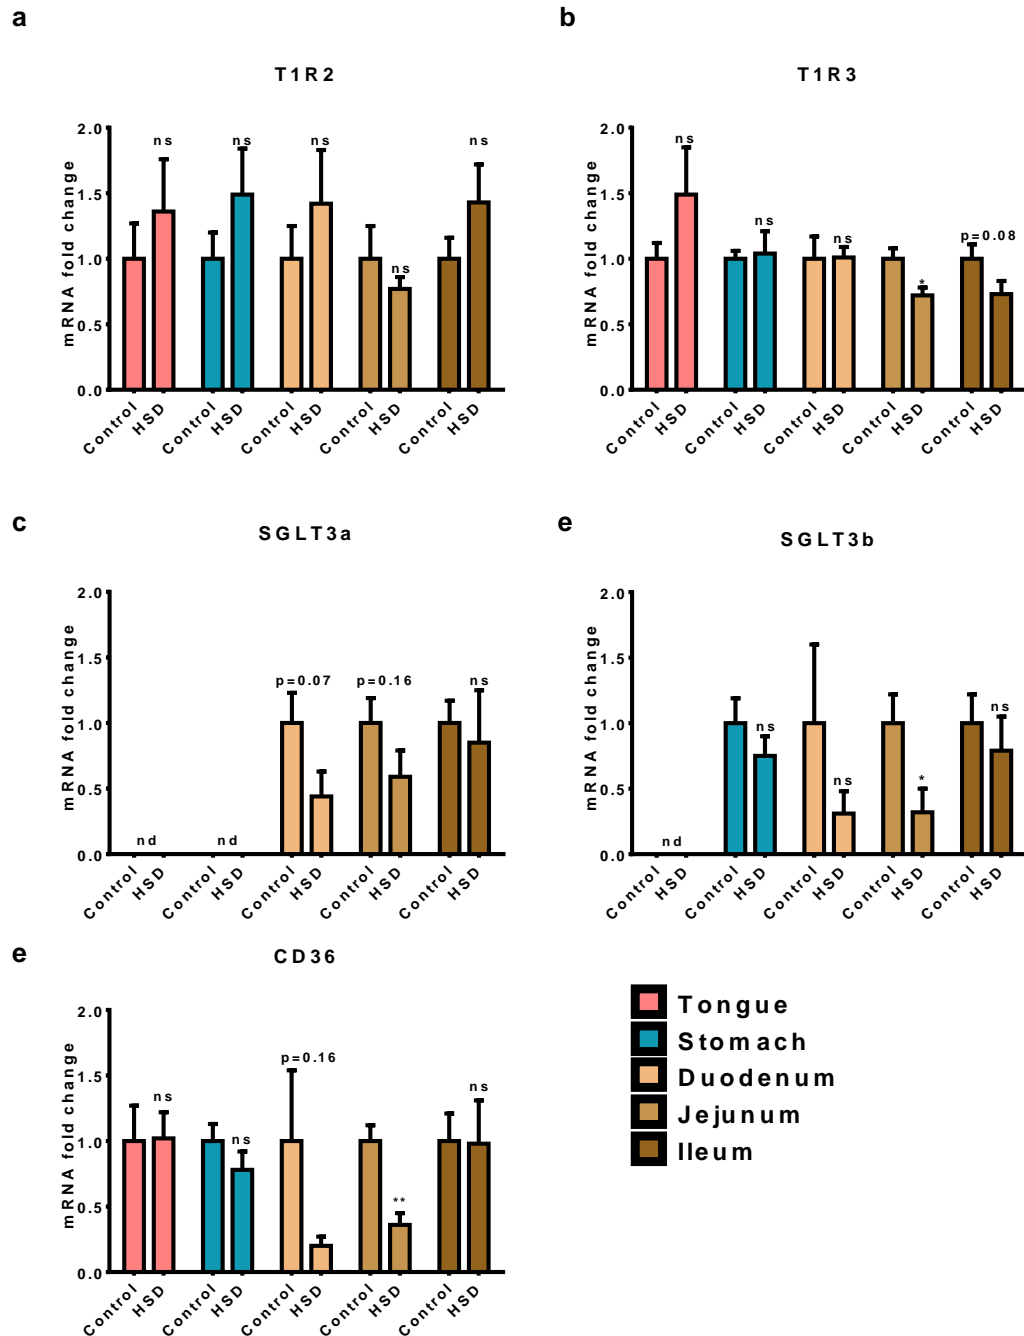 a
T1R2
mRNA fold change
2.0
1.5
1.0
0.5
0.0
ns
ns
ns
ns
ns
Control
HSD
Control
HSD
Control
HSD
Control
HSD
Control
HSD
b
T1R3
mRNA fold change
2.0
1.5
1.0
0.5
0.0
ns
ns
ns
*
p=0.08
Control
HSD
Control
HSD
Control
HSD
Control
HSD
Control
HSD
c
SGLT3a
mRNA fold change
2.0
1.5
1.0
0.5
0.0
nd
nd
p=0.07
p=0.16
ns
Control
HSD
Control
HSD
Control
HSD
Control
HSD
Control
HSD
e
SGLT3b
mRNA fold change
2.0
1.5
1.0
0.5
0.0
nd
ns
ns
*
ns
Control
HSD
Control
HSD
Control
HSD
Control
HSD
Control
HSD
e
CD36
mRNA fold change
2.0
1.5
1.0
0.5
0.0
ns
ns
p=0.16
**
ns
Control
HSD
Control
HSD
Control
HSD
Control
HSD
Control
HSD
Tongue
Stomach
Duodenum
Jejunum
Ileum